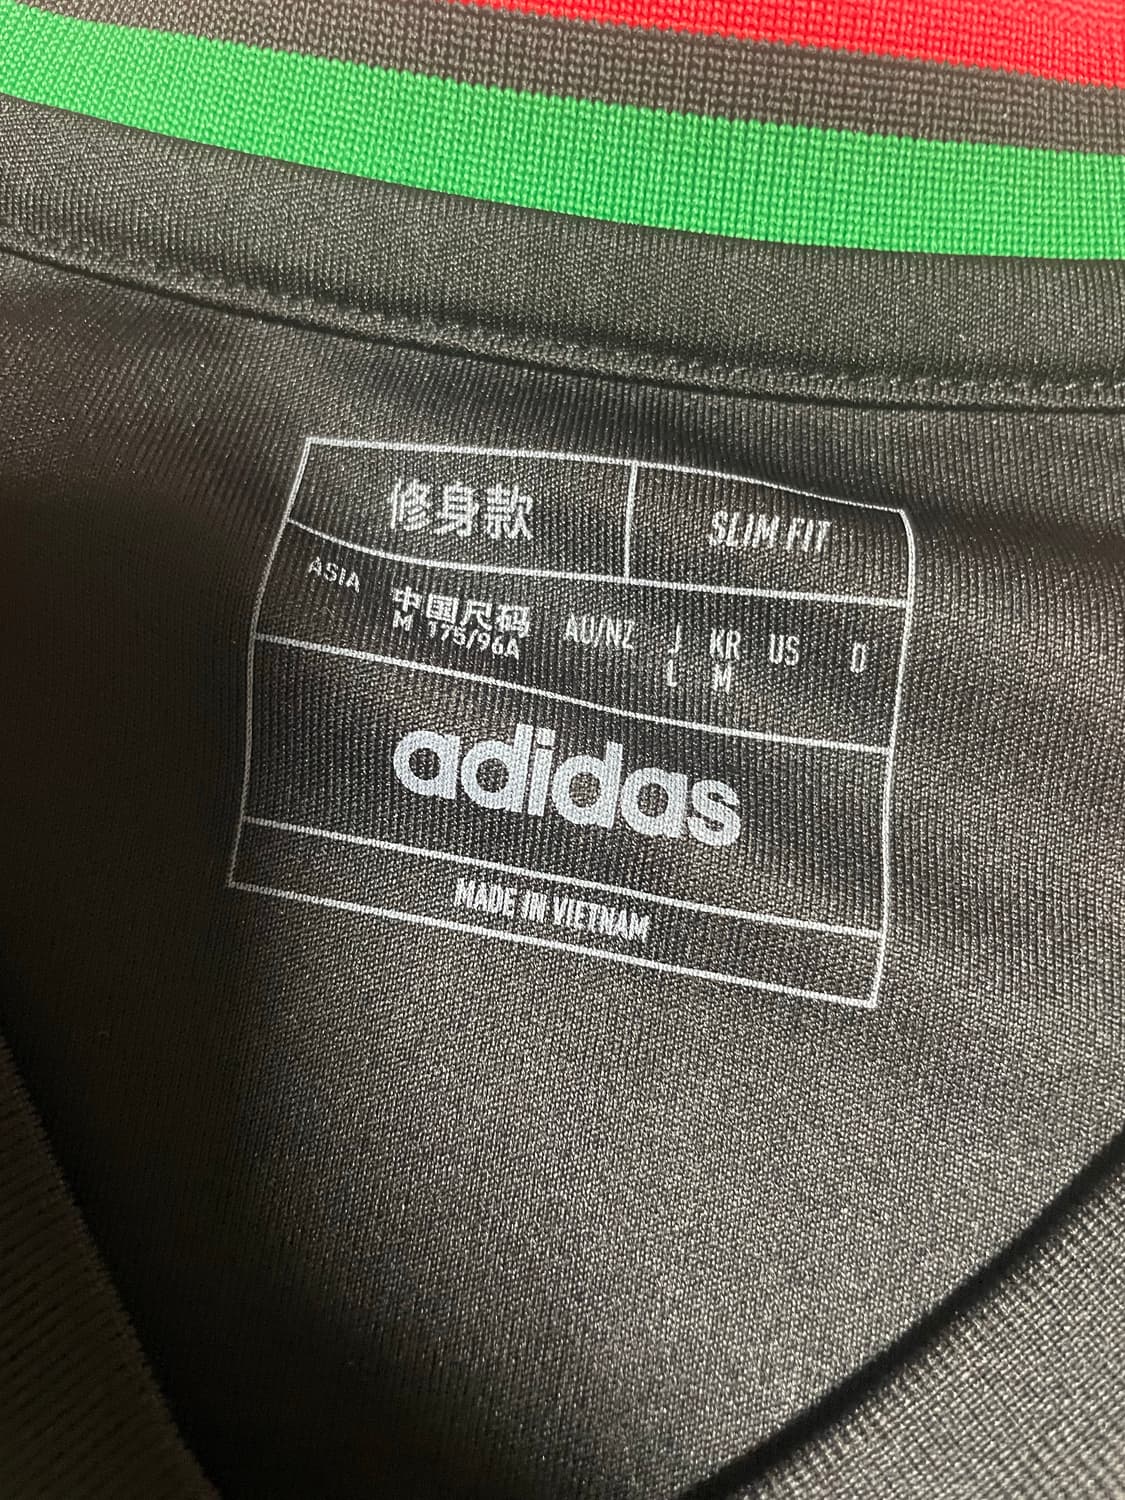 修身款 SLIM FIT
ASIA 中国尺码 AU/NZ J KR US D
M 175/96A L M
adidas
MADE IN VIETNAM